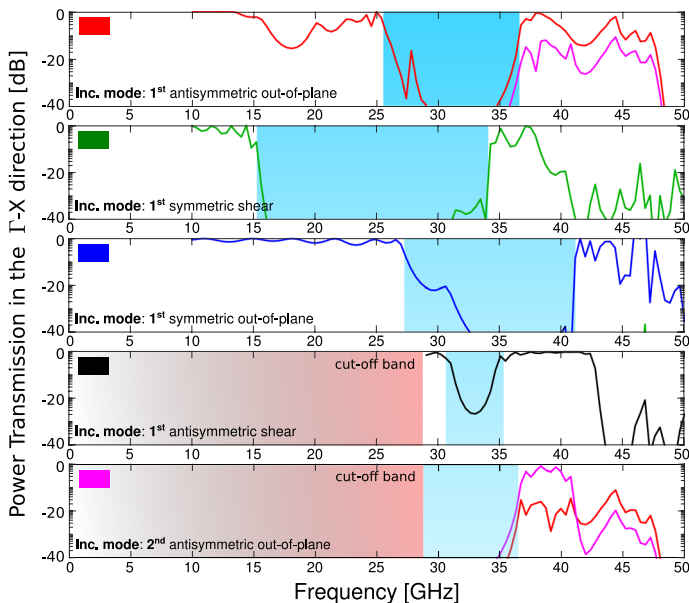 Power Transmission in the Γ-X direction [dB]
0
-20
-40
Inc. mode: 1st antisymmetric out-of-plane
0 5 10 15 20 25 30 35 40 45 50
0
-20
-40
Inc. mode: 1st symmetric shear
0 5 10 15 20 25 30 35 40 45 50
0
-20
-40
Inc. mode: 1st symmetric out-of-plane
0 5 10 15 20 25 30 35 40 45 50
0
-20
-40
cut-off band
Inc. mode: 1st antisymmetric shear
0 5 10 15 20 25 30 35 40 45 50
0
-20
-40
cut-off band
Inc. mode: 2nd antisymmetric out-of-plane
0 5 10 15 20 25 30 35 40 45 50
Frequency [GHz]